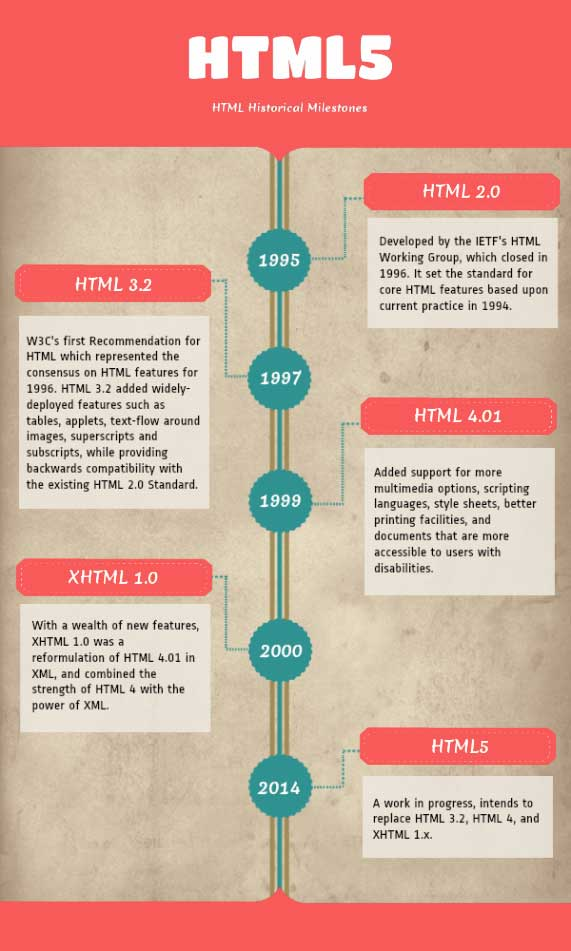 HTML5
HTML Historical Milestones
HTML 2.0
1995
Developed by the IETF's HTML
Working Group, which closed in
1996. It set the standard for
core HTML features based upon
current practice in 1994.
HTML 3.2
1997
W3C's first Recommendation for
HTML which represented the
consensus on HTML features for
1996. HTML 3.2 added widely-
deployed features such as
tables, applets, text-flow around
images, superscripts and
subscripts, while providing
backwards compatibility with
the existing HTML 2.0 Standard.
HTML 4.01
1999
Added support for more
multimedia options, scripting
languages, style sheets, better
printing facilities, and
documents that are more
accessible to users with
disabilities.
XHTML 1.0
2000
With a wealth of new features,
XHTML 1.0 was a
reformulation of HTML 4.01 in
XML, and combined the
strength of HTML 4 with the
power of XML.
HTML5
2014
A work in progress, intends to
replace HTML 3.2, HTML 4, and
XHTML 1.x.